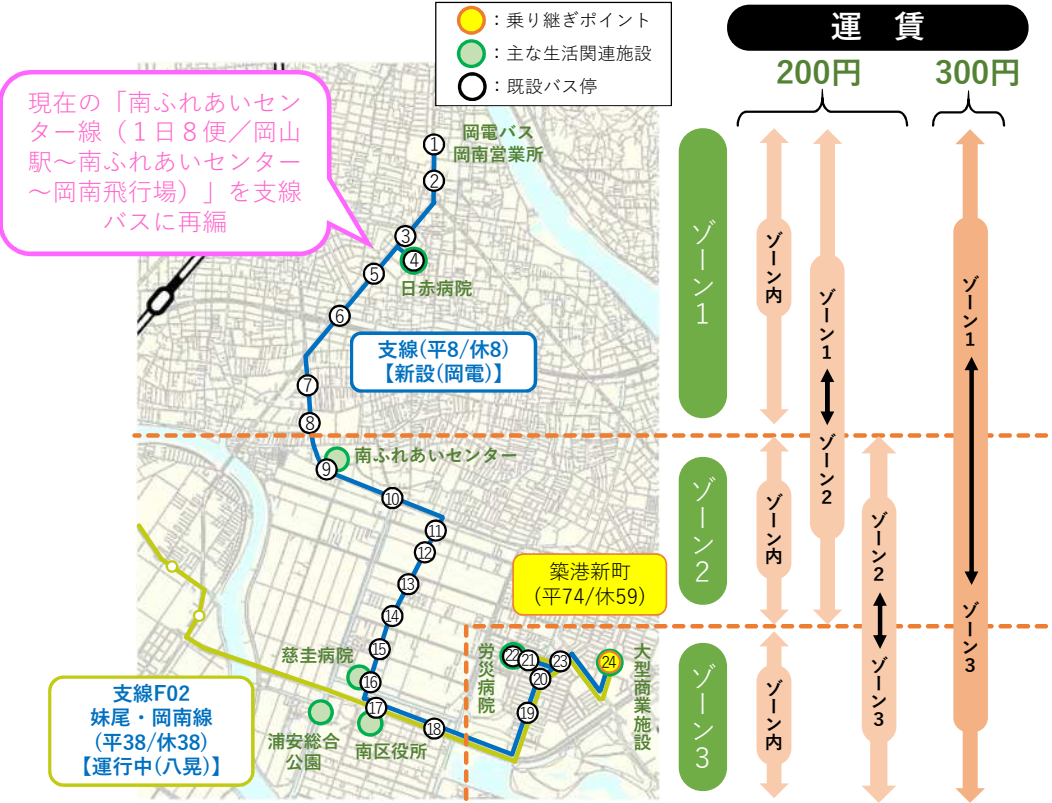 ：乗り継ぎポイント
：主な生活関連施設
：既設バス停
運　賃
200円
300円
現在の「南ふれあいセン
ター線（１日８便／岡山
駅～南ふれあいセンター
～岡南飛行場）」を支線
バスに再編
①
岡電バス
岡南営業所
②
③
④
日赤病院
⑤
⑥
支線(平8/休8)
【新設(岡電)】
⑦
⑧
⑨
南ふれあいセンター
⑩
⑪
⑫
⑬
⑭
⑮
慈圭病院
⑯
⑰
⑱
浦安総合
公園
南区役所
支線F02
妹尾・岡南線
(平38/休38)
【運行中(八晃)】
築港新町
(平74/休59)
労災病院
㉒
㉑
⑳
㉓
㉔
⑲
大型商業施設
ゾーン1
ゾーン2
ゾーン3
ゾーン内
ゾーン内
ゾーン内
ゾーン1
ゾーン2
ゾーン2
ゾーン3
ゾーン1
ゾーン3